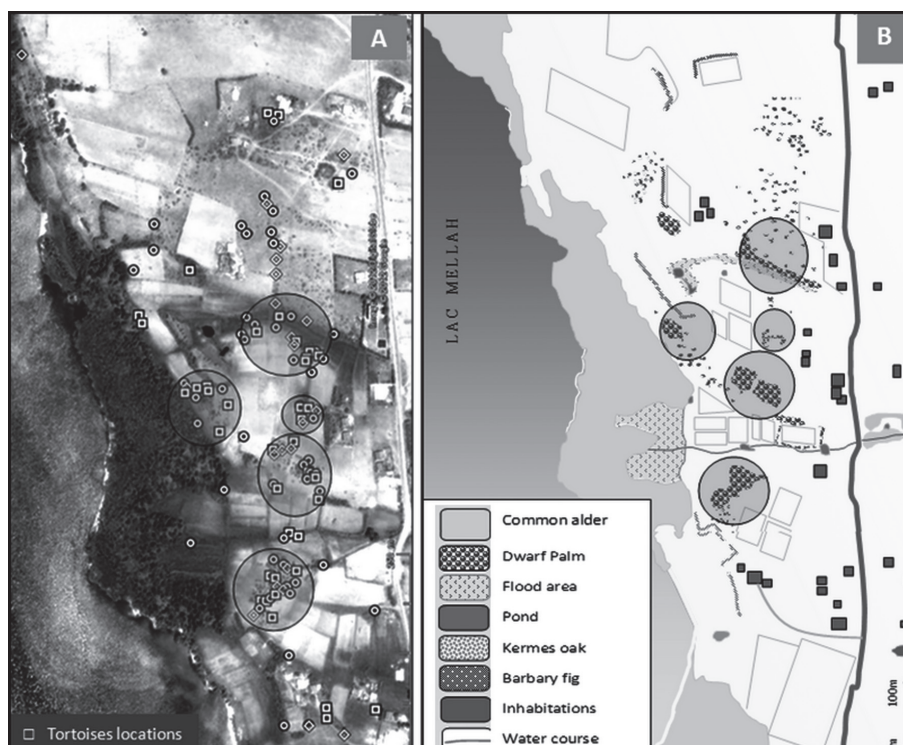 A
B
LAC MELLAH
Common alder
Dwarf Palm
Flood area
Pond
Kermes oak
Barbary fig
Inhabitations
Water course
Tortoises locations
100m